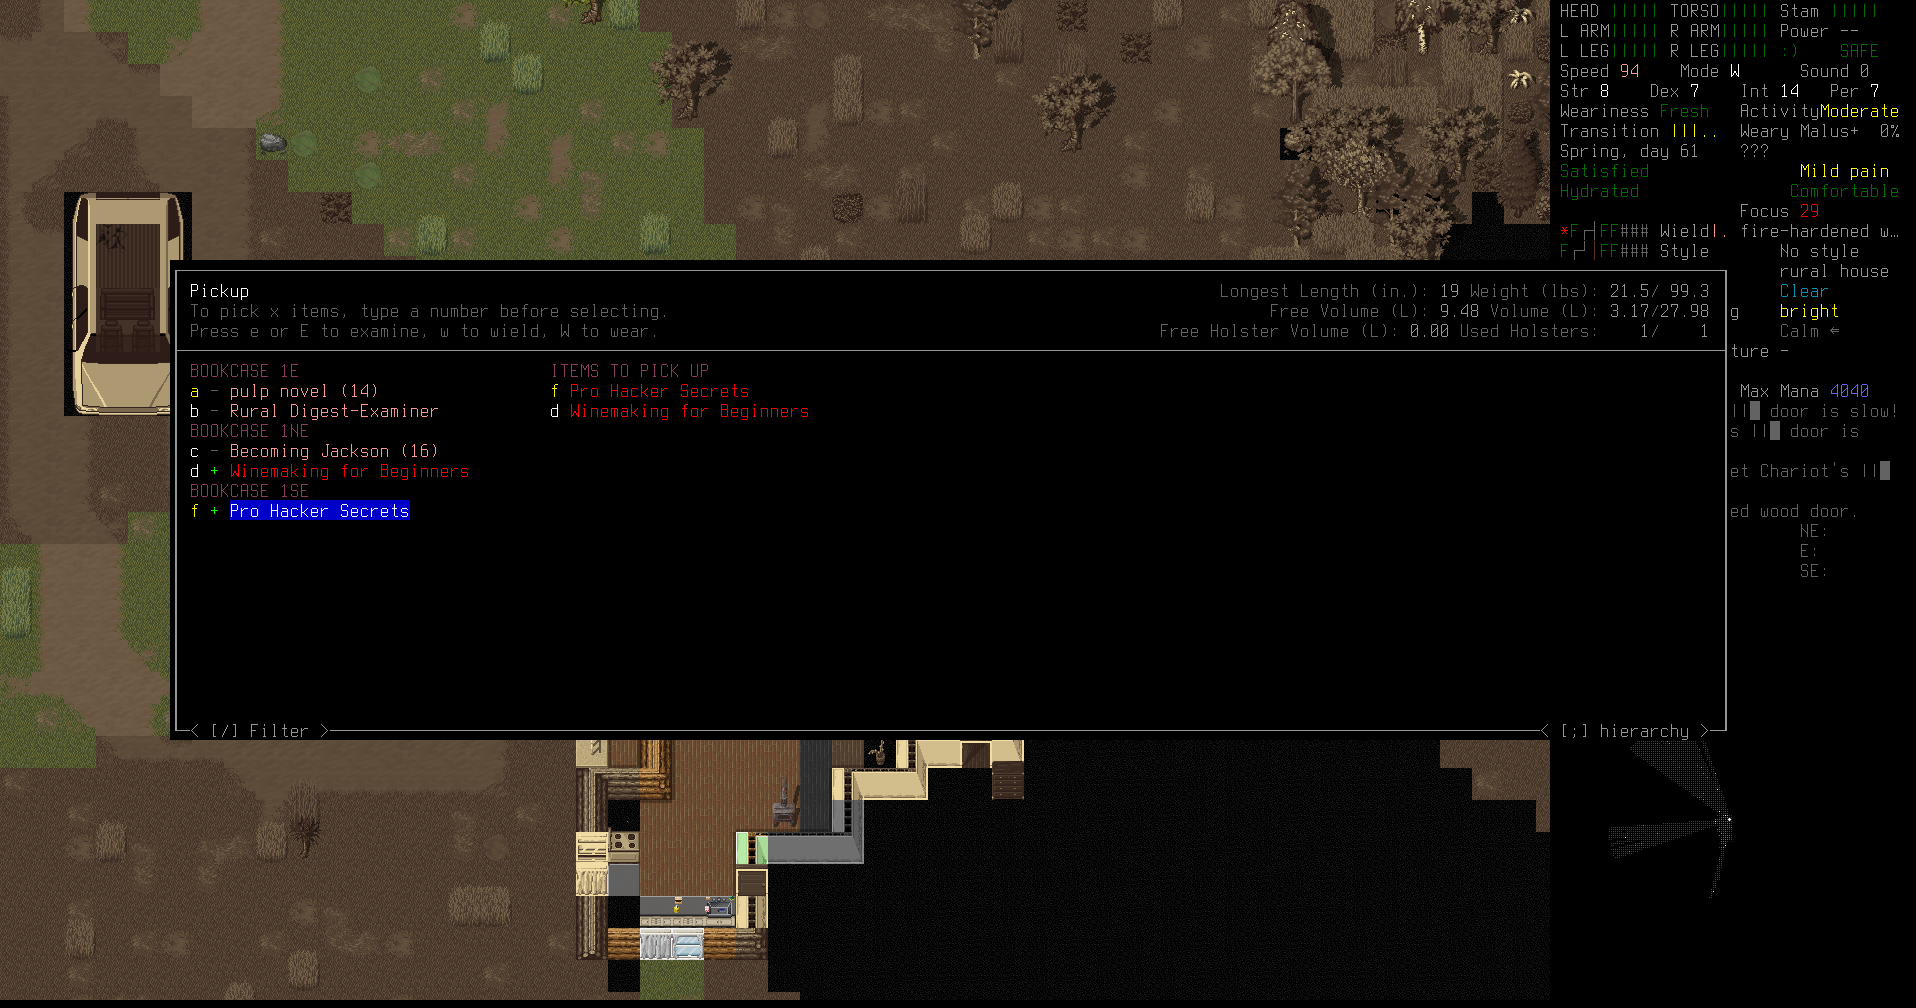 HEAD ||||| TORSO||||| Stam |||||
L ARM||||| R ARM||||| Power --
L LEG||||| R LEG||||| :) SAFE
Speed 94 Mode W Sound 0
Str 8 Dex 7 Int 14 Per 7
Weariness Fresh ActivityModerate
Transition |||.. Weary Malus+ 0%
Spring, day 61 ???
Satisfied Mild pain
Hydrated Comfortable
Focus 29
*F┌┤FF### Wield|. fire-hardened w…
F┌┘|FF### Style No style
rural house
Clear
g bright
Calm ⇐
ture -
Max Mana 4040
|| door is slow!
s || door is
et Chariot's ||
ed wood door.
NE:
E:
SE:
Pickup
To pick x items, type a number before selecting.
Press e or E to examine, w to wield, W to wear.
Longest Length (in.): 19 Weight (lbs): 21.5/ 99.3
Free Volume (L): 9.48 Volume (L): 3.17/27.98
Free Holster Volume (L): 0.00 Used Holsters: 1/ 1
BOOKCASE 1E
a - pulp novel (14)
b - Rural Digest-Examiner
BOOKCASE 1NE
c - Becoming Jackson (16)
d + Winemaking for Beginners
BOOKCASE 1SE
f + Pro Hacker Secrets
ITEMS TO PICK UP
f Pro Hacker Secrets
d Winemaking for Beginners
< [/] Filter >
< [;] hierarchy >